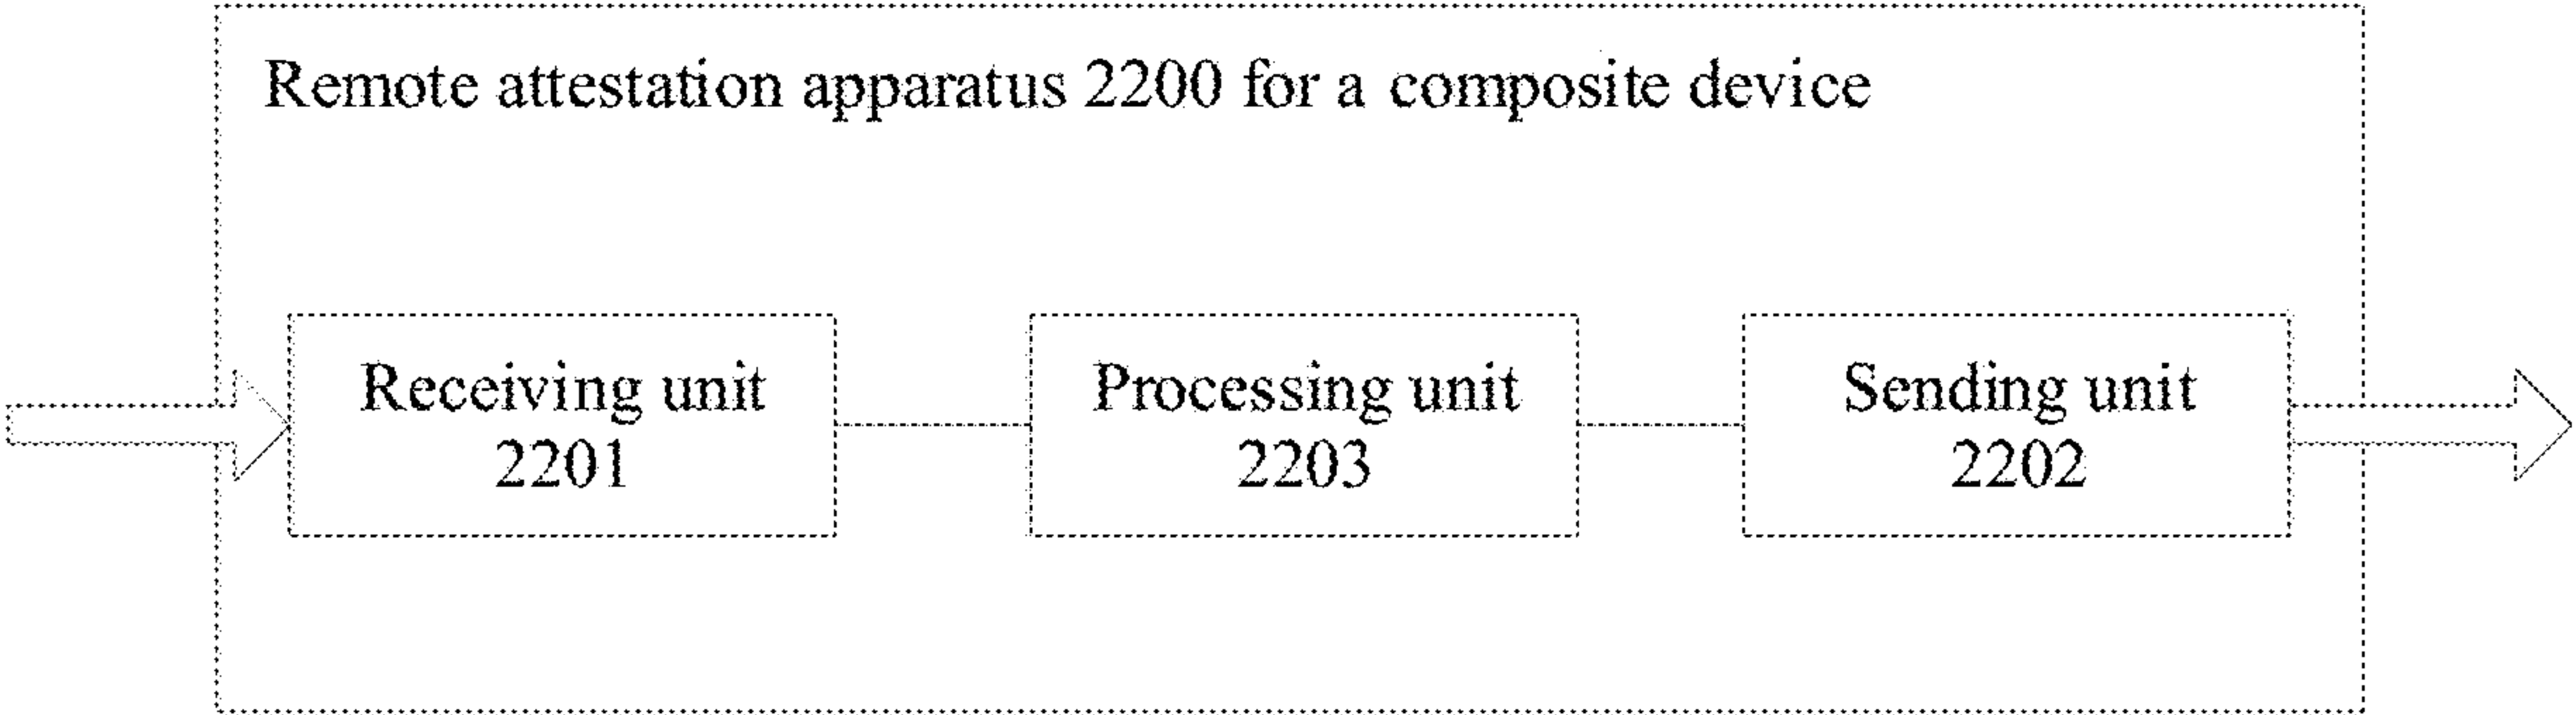 Remote attestation apparatus 2200 for a composite device
Receiving unit
2201
Processing unit
2203
Sending unit
2202